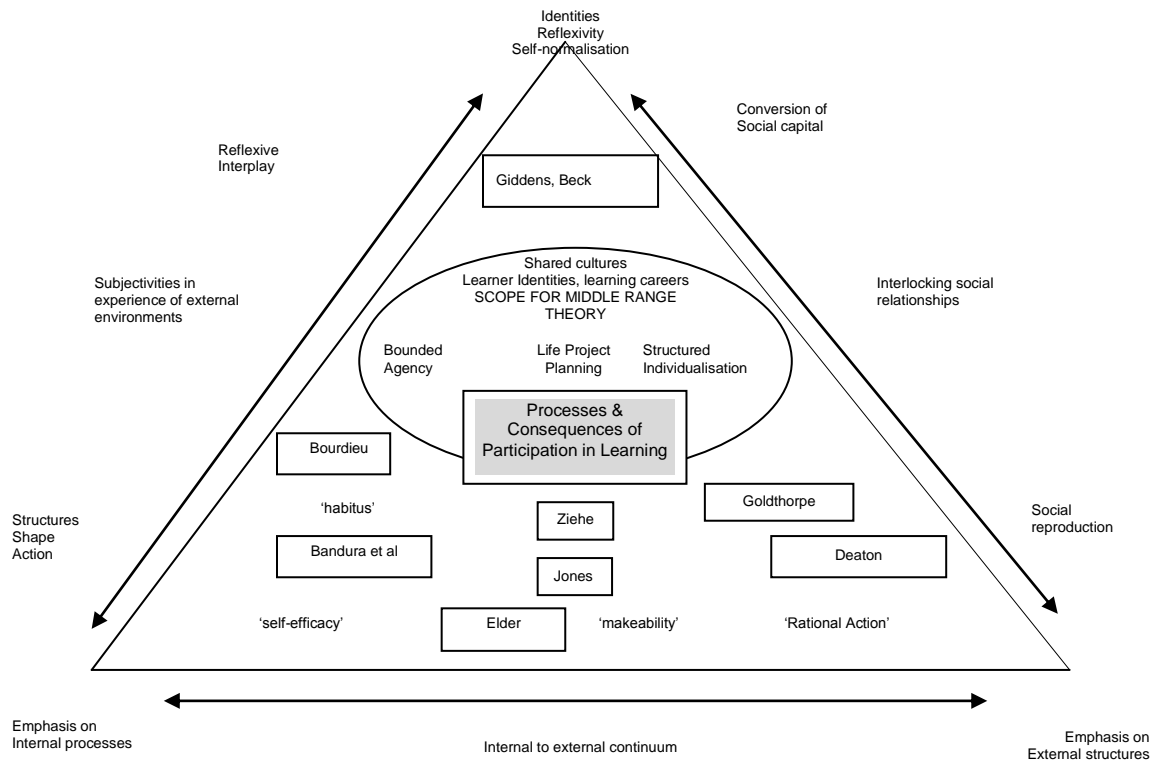 Identities
Reflexivity
Self-normalisation
Conversion of
Social capital
Reflexive
Interplay
Giddens, Beck
Shared cultures
Learner Identities, learning careers
SCOPE FOR MIDDLE RANGE
THEORY
Subjectivities in
experience of external
environments
Interlocking social
relationships
Bounded
Agency
Life Project
Planning
Structured
Individualisation
Processes &
Consequences of
Participation in Learning
Bourdieu
Goldthorpe
‘habitus’
Ziehe
Structures
Shape
Action
Social
reproduction
Bandura et al
Deaton
Jones
‘self-efficacy’
Elder
‘makeability’
‘Rational Action’
Emphasis on
Internal processes
Internal to external continuum
Emphasis on
External structures